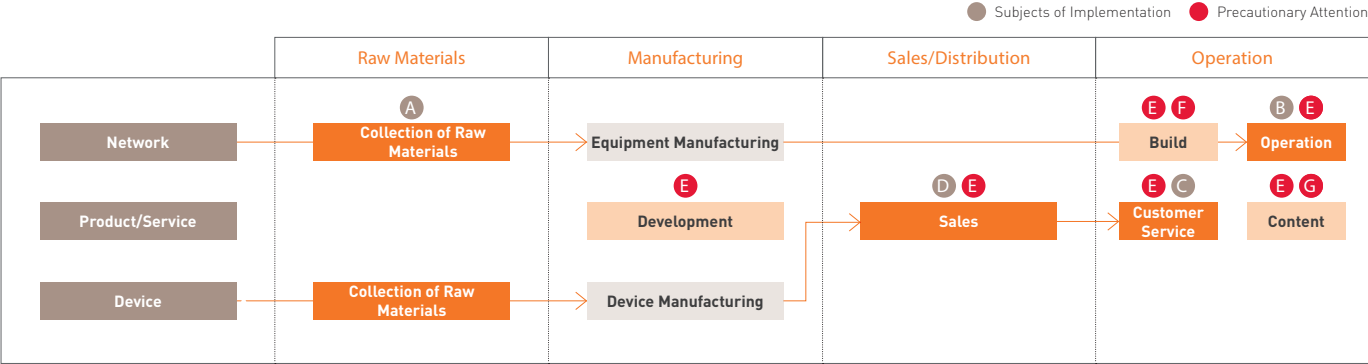 Subjects of Implementation Precautionary Attention
Raw Materials Manufacturing Sales/Distribution Operation
A E F B E
Network Collection of Raw Materials Equipment Manufacturing Build Operation
E D E E C E G
Product/Service Development Sales Customer Service Content
Device Collection of Raw Materials Device Manufacturing